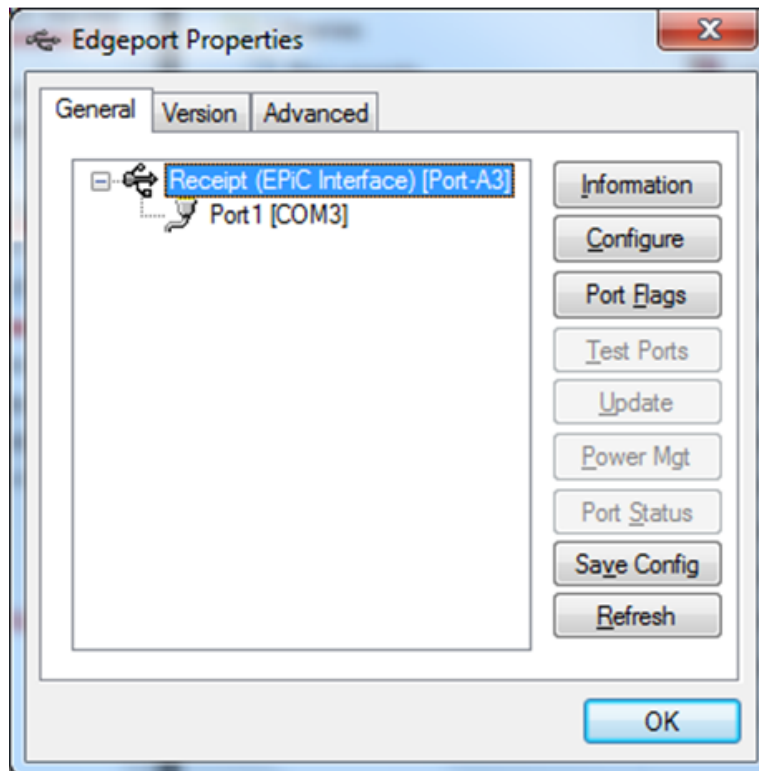 Edgeport Properties
General Version Advanced
Receipt (EPiC Interface) [Port-A3]
Port1 [COM3]
Information
Configure
Port Flags
Test Ports
Update
Power Mgt
Port Status
Save Config
Refresh
OK